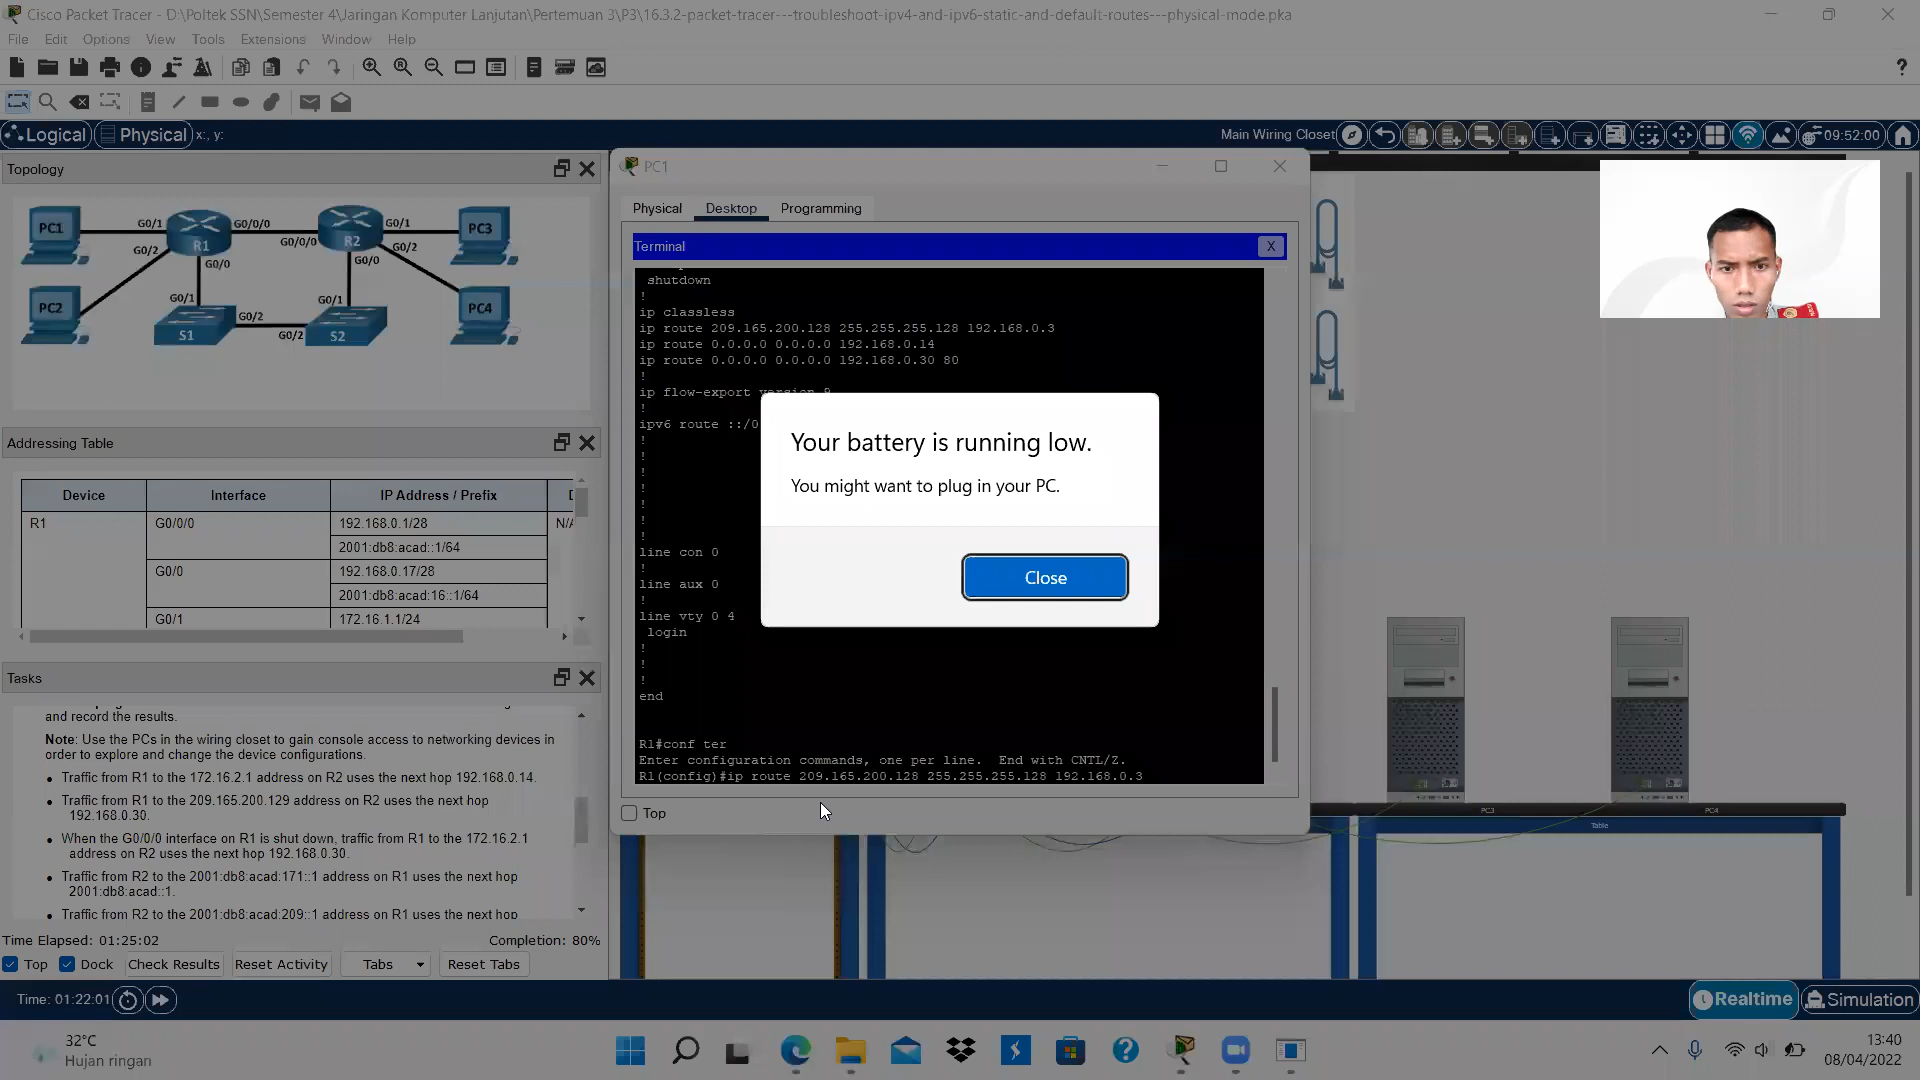 Cisco Packet Tracer - D:\Poltek SSN\Semester 4\Jaringan Komputer Lanjutan\Pertemuan 3\P3\16.3.2-packet-tracer---troubleshoot-ipv4-and-ipv6-static-and-default-routes---physical-mode.pka
File Edit Options View Tools Extensions Window Help
?
Logical Physical x:, y:
Main Wiring Closet
09:52:00
Topology
PC1 G0/1 G0/0/0 G0/1 PC3
R1 R2
G0/2 G0/0/0 G0/2
G0/0 G0/0
PC2 G0/1 G0/1 PC4
G0/2
S1 G0/2 S2
Addressing Table
Device Interface IP Address / Prefix
R1 G0/0/0 192.168.0.1/28 N/A
2001:db8:acad::1/64
G0/0 192.168.0.17/28
2001:db8:acad:16::1/64
G0/1 172.16.1.1/24
Tasks
and record the results.
Note: Use the PCs in the wiring closet to gain console access to networking devices in
order to explore and change the device configurations.
Traffic from R1 to the 172.16.2.1 address on R2 uses the next hop 192.168.0.14.
Traffic from R1 to the 209.165.200.129 address on R2 uses the next hop
192.168.0.30.
When the G0/0/0 interface on R1 is shut down, traffic from R1 to the 172.16.2.1
address on R2 uses the next hop 192.168.0.30.
Traffic from R2 to the 2001:db8:acad:171::1 address on R1 uses the next hop
2001:db8:acad::1.
Traffic from R2 to the 2001:db8:acad:209::1 address on R1 uses the next hop
Time Elapsed: 01:25:02 Completion: 80%
Top Dock Check Results Reset Activity Tabs Reset Tabs
Time: 01:22:01
PC1
Physical Desktop Programming
Terminal
X
shutdown
!
ip classless
ip route 209.165.200.128 255.255.255.128 192.168.0.3
ip route 0.0.0.0 0.0.0.0 192.168.0.14
ip route 0.0.0.0 0.0.0.0 192.168.0.30 80
!
ip flow-export version 9
!
ipv6 route ::/0
!
!
!
!
!
!
!
line con 0
!
line aux 0
!
line vty 0 4
login
!
!
!
end
R1#conf ter
Enter configuration commands, one per line. End with CNTL/Z.
R1(config)#ip route 209.165.200.128 255.255.255.128 192.168.0.3
Top
Your battery is running low.
You might want to plug in your PC.
Close
PC3 PC4
Table
Realtime Simulation
32°C
Hujan ringan
13:40
08/04/2022